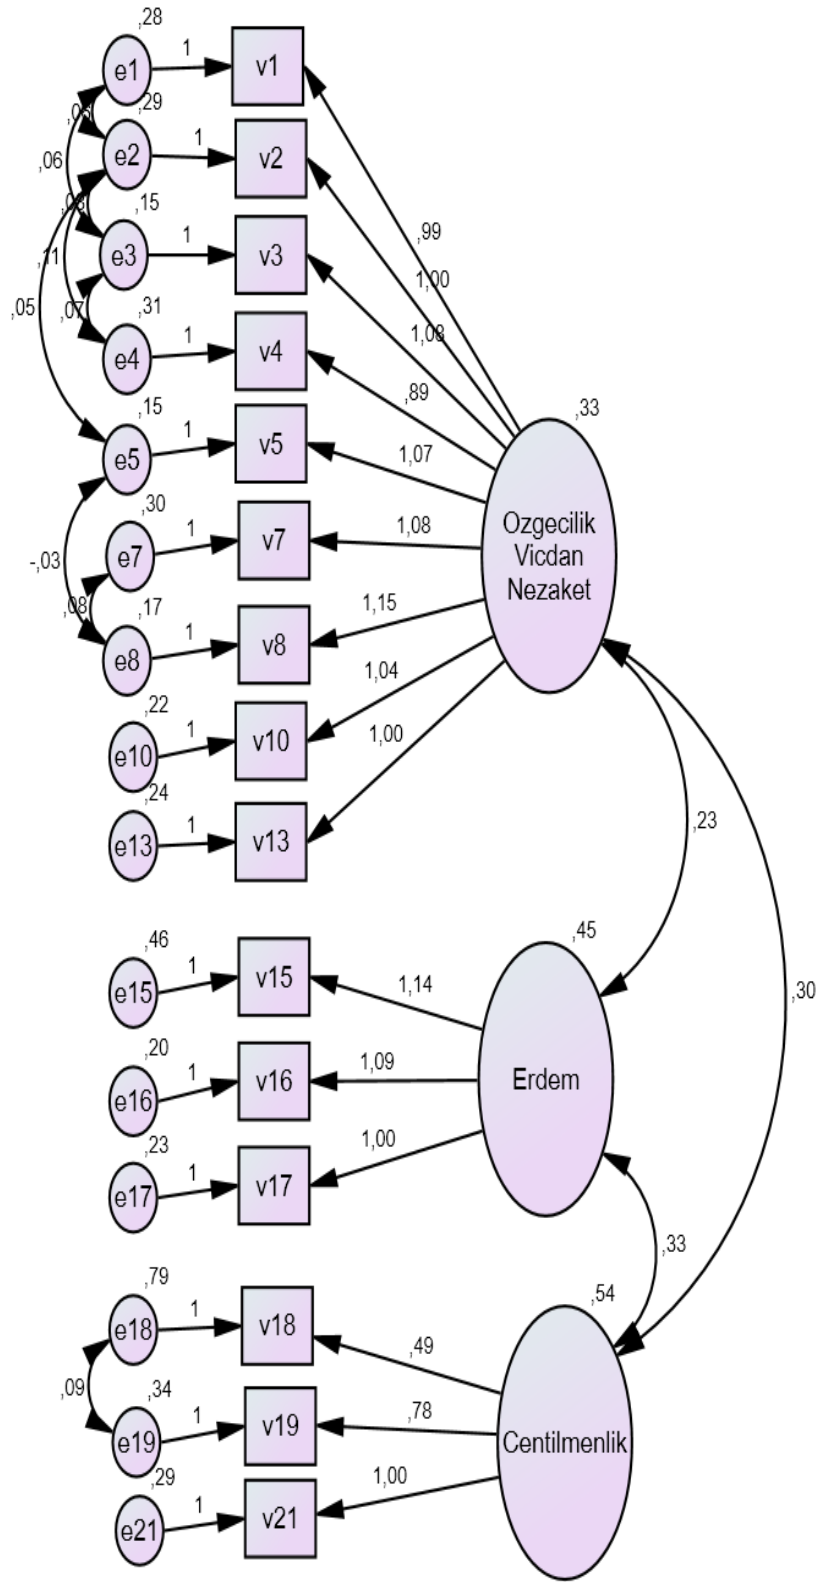 ,28
e1
1
v1
,29
e2
1
v2
,06
,15
e3
1
v3
,11
,05
,07
,31
e4
1
v4
,15
e5
1
v5
,30
e7
1
v7
-,03
,08
,17
e8
1
v8
,22
e10
1
v10
,24
e13
1
v13
,99
1,00
1,08
,89
1,07
1,08
1,15
1,04
1,00
,33
Ozgecilik
Vicdan
Nezaket
,23
,30
,46
e15
1
v15
,20
e16
1
v16
,23
e17
1
v17
1,14
1,09
1,00
,45
Erdem
,33
,79
e18
1
v18
,09
,34
e19
1
v19
,29
e21
1
v21
,49
,78
1,00
,54
Centilmenlik